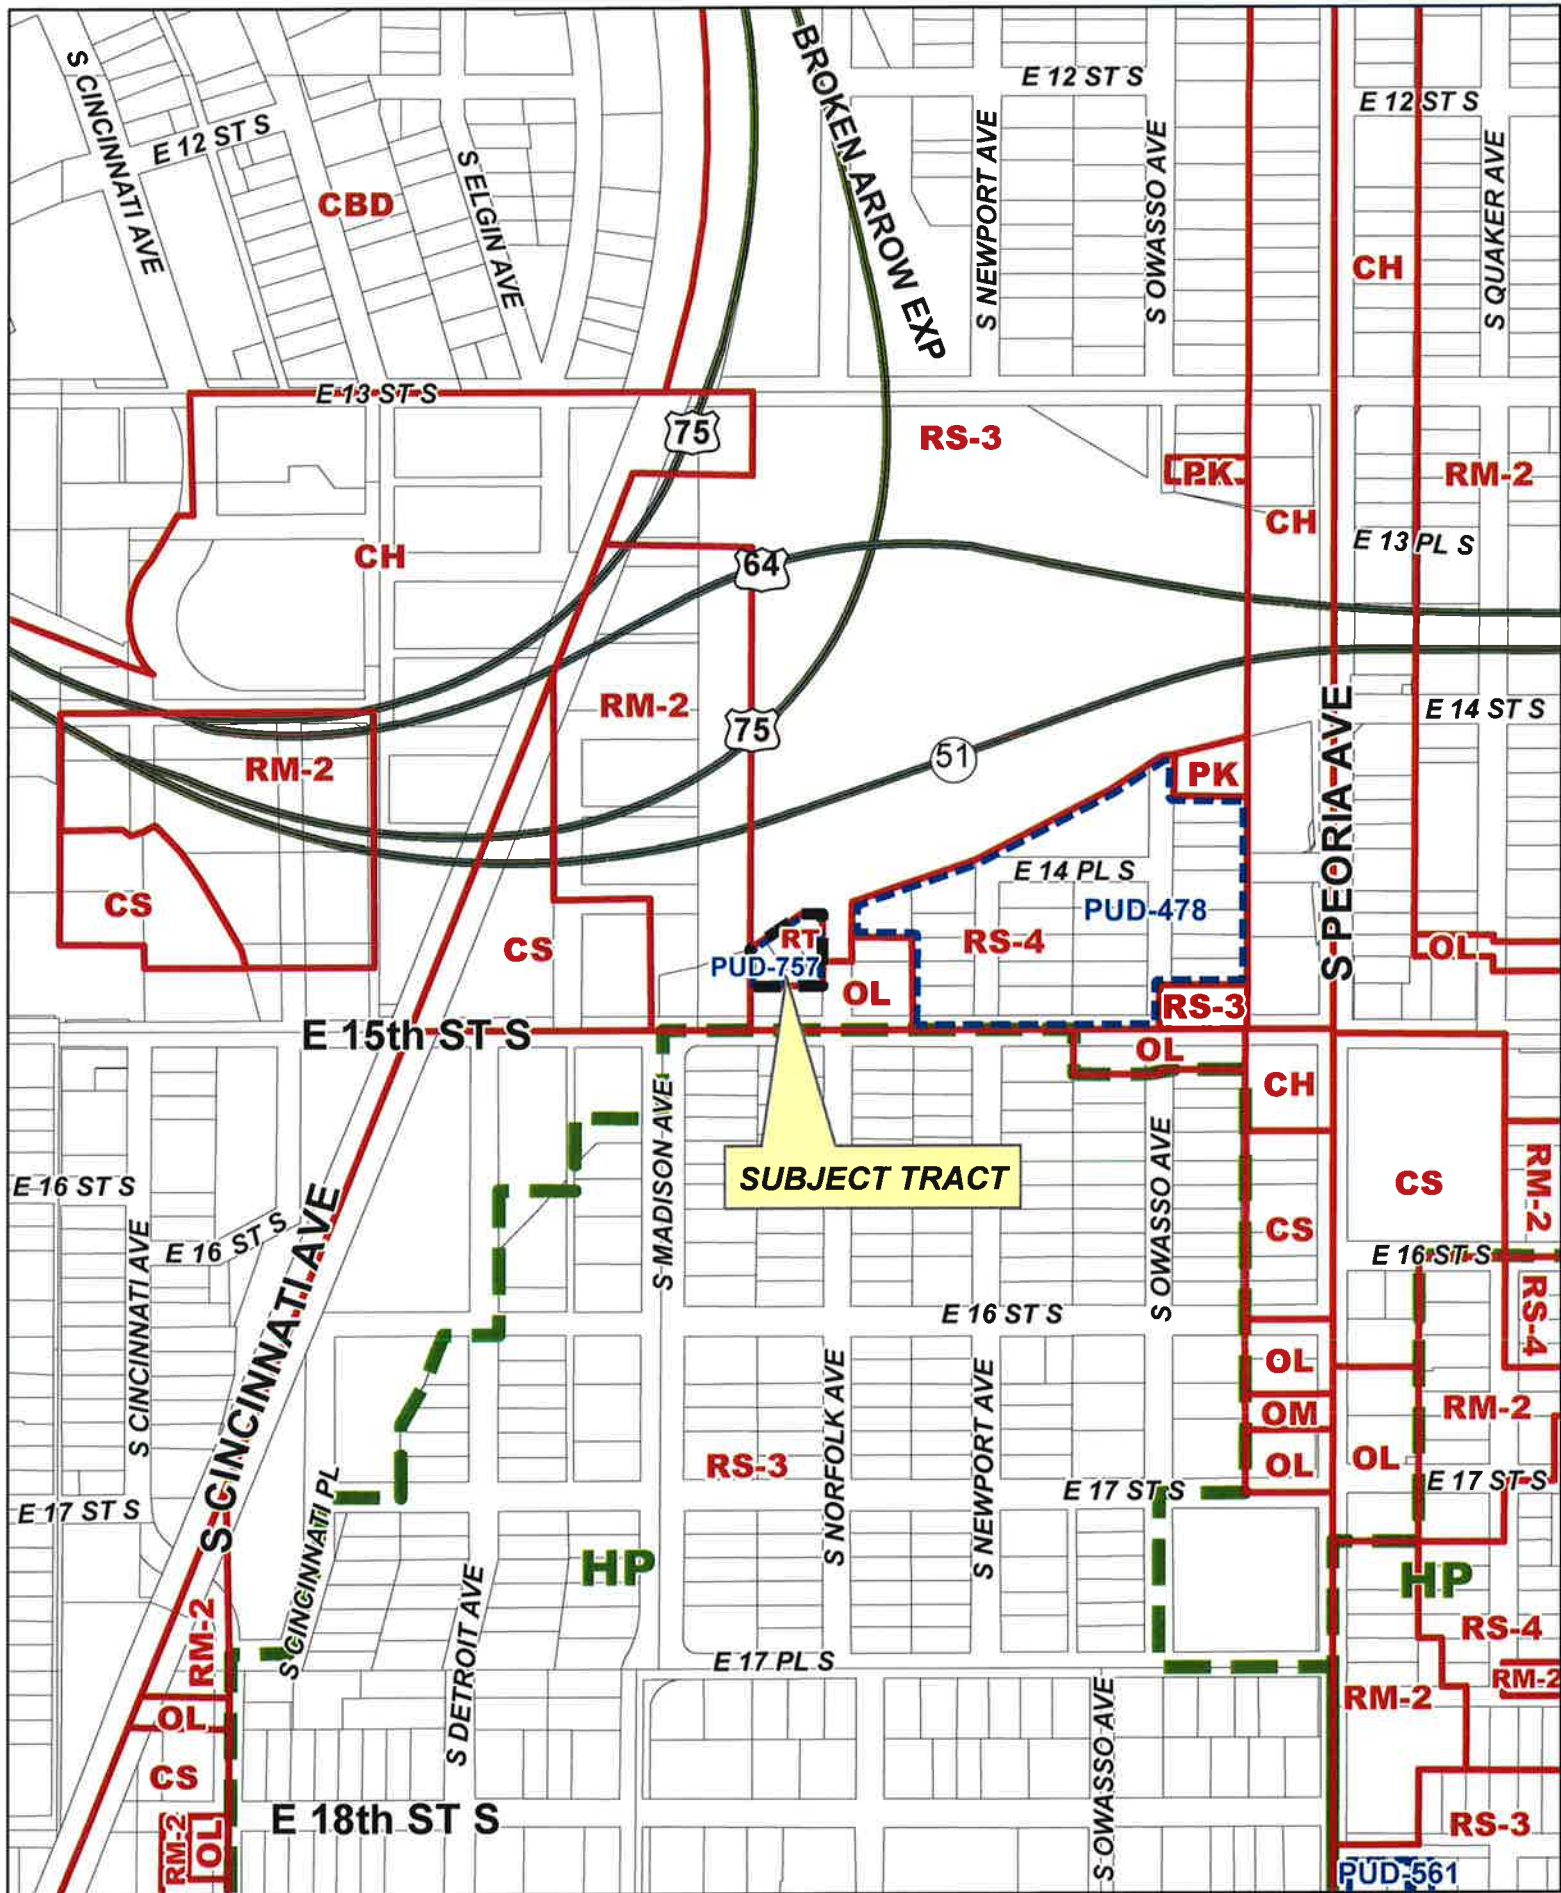 S CINCINNATI AVE
E 12 ST S
CBD
S ELGIN AVE
BROKEN ARROW EXP
E 12 ST S
S NEWPORT AVE
S OWASSO AVE
E 12 ST S
CH
S QUAKER AVE
E 13 ST S
75
RS-3
PK
RM-2
CH
E 13 PL S
CH
64
RM-2
75
51
PK
E 14 ST S
RM-2
S PEORIA AVE
E 14 PL S
PUD-478
CS
CS
RT
PUD-757
RS-4
OL
OL
RS-3
E 15th ST S
OL
CH
S MADISON AVE
SUBJECT TRACT
S OWASSO AVE
CS
RM-2
E 16 ST S
S CINCINNATI AVE
E 16 ST S
S CINCINNATI AVE
CS
E 16 ST S
RS-4
E 16 ST S
OL
OM
OL
OL
RM-2
S NORFOLK AVE
S NEWPORT AVE
RS-3
E 17 ST S
E 17 ST S
E 17 ST S
S CINCINNATI PL
S DETROIT AVE
HP
HP
RM-2
RS-4
E 17 PL S
RM-2
RM-2
OL
S OWASSO AVE
CS
E 18th ST S
RM-2
OL
RS-3
PUD-561